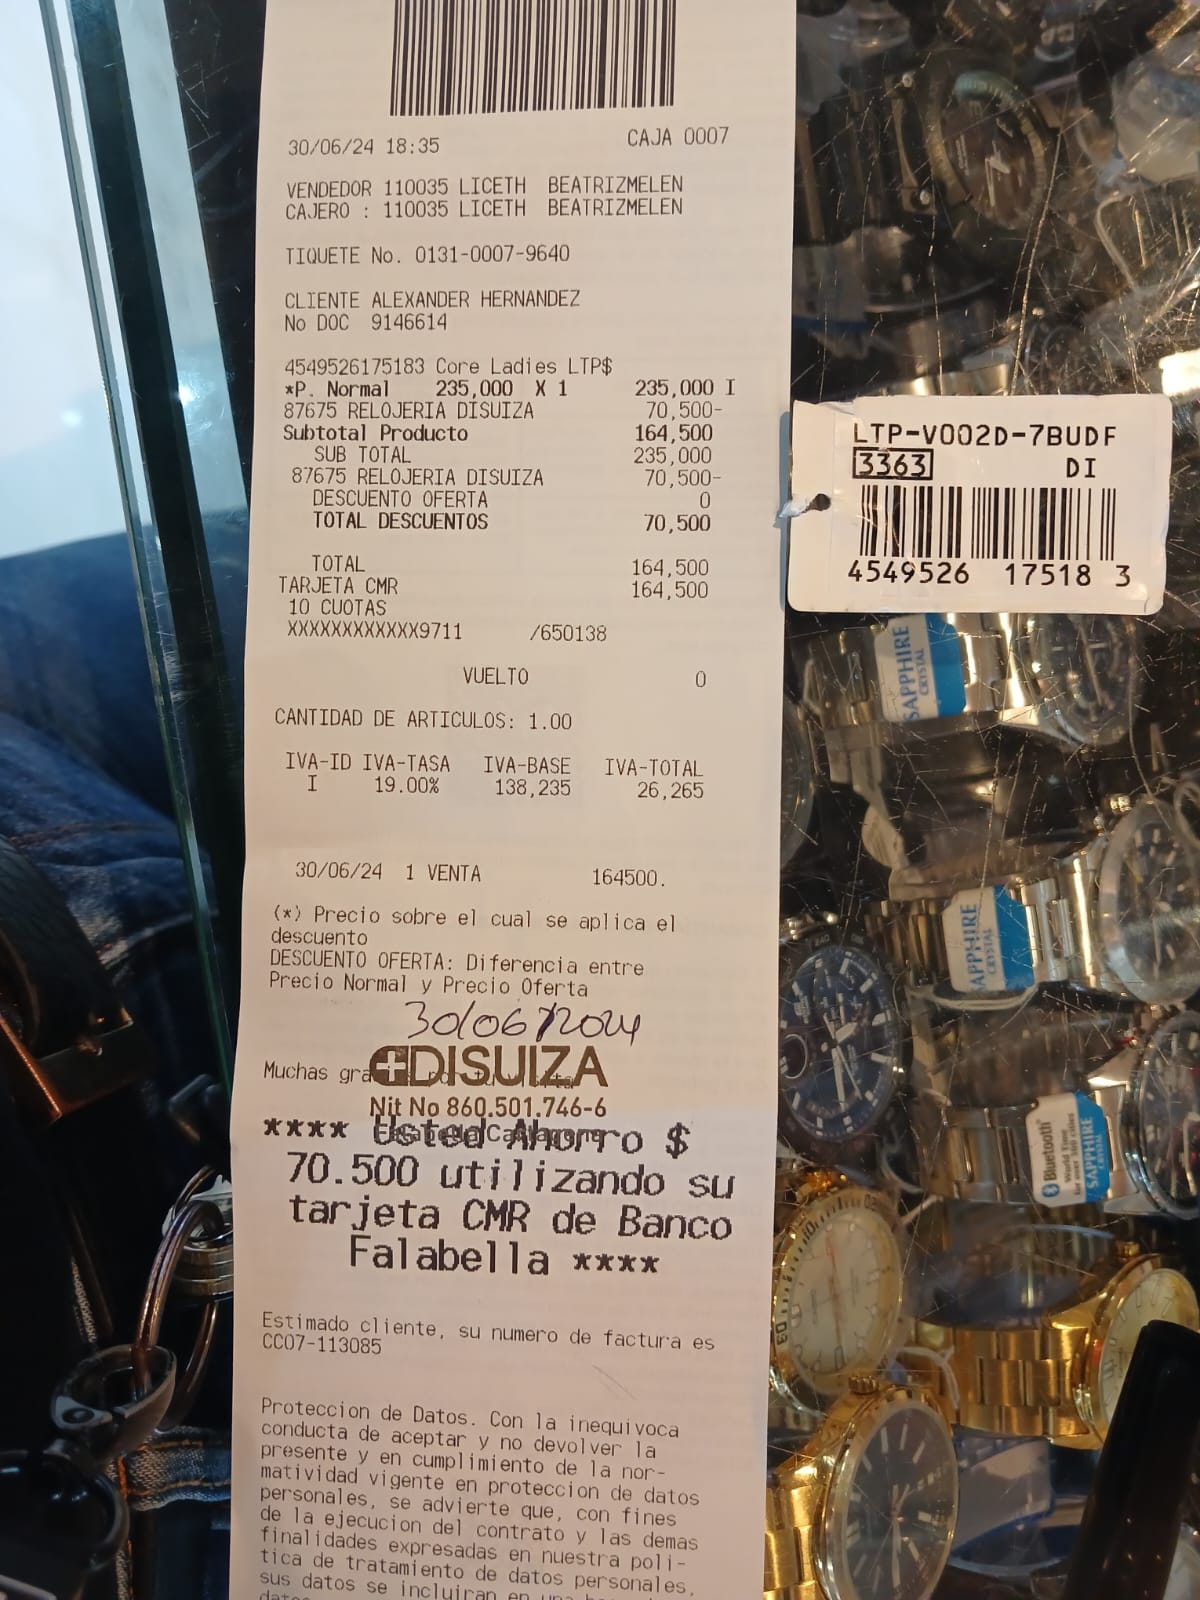 30/06/24 18:35 CAJA 0007
VENDEDOR 110035 LICETH BEATRIZMELEN
CAJERO : 110035 LICETH BEATRIZMELEN
TIQUETE No. 0131-0007-9640
CLIENTE ALEXANDER HERNANDEZ
No DOC 9146614
4549526175183 Core Ladies LTP$
*P. Normal 235,000 X 1 235,000 I
87675 RELOJERIA DISUIZA 70,500-
Subtotal Producto 164,500
SUB TOTAL 235,000
87675 RELOJERIA DISUIZA 70,500-
DESCUENTO OFERTA 0
TOTAL DESCUENTOS 70,500
TOTAL 164,500
TARJETA CMR 164,500
10 CUOTAS
XXXXXXXXXXXX9711 /650138
VUELTO 0
CANTIDAD DE ARTICULOS: 1.00
IVA-ID IVA-TASA IVA-BASE IVA-TOTAL
I 19.00% 138,235 26,265
30/06/24 1 VENTA 164500.
(*) Precio sobre el cual se aplica el
descuento
DESCUENTO OFERTA: Diferencia entre
Precio Normal y Precio Oferta
30/06/2024
DISUIZA
Muchas
Nit No 860.501.746-6
**** Usted Ahorro $
70.500 utilizando su
tarjeta CMR de Banco
Falabella ****
Estimado cliente, su numero de factura es
CC07-113085
Proteccion de Datos. Con la inequivoca
conducta de aceptar y no devolver la
presente y en cumplimiento de la nor-
matividad vigente en proteccion de datos
personales, se advierte que, con fines
de la ejecucion del contrato y las demas
finalidades expresadas en nuestra poli-
tica de tratamiento de datos personales,
sus datos se incluiran en
LTP-V002D-7BUDF
3363 DI
4549526 17518 3
SAPPHIRE
CRYSTAL
SAPPHIRE
CRYSTAL
Bluetooth
SAPPHIRE
CRYSTAL